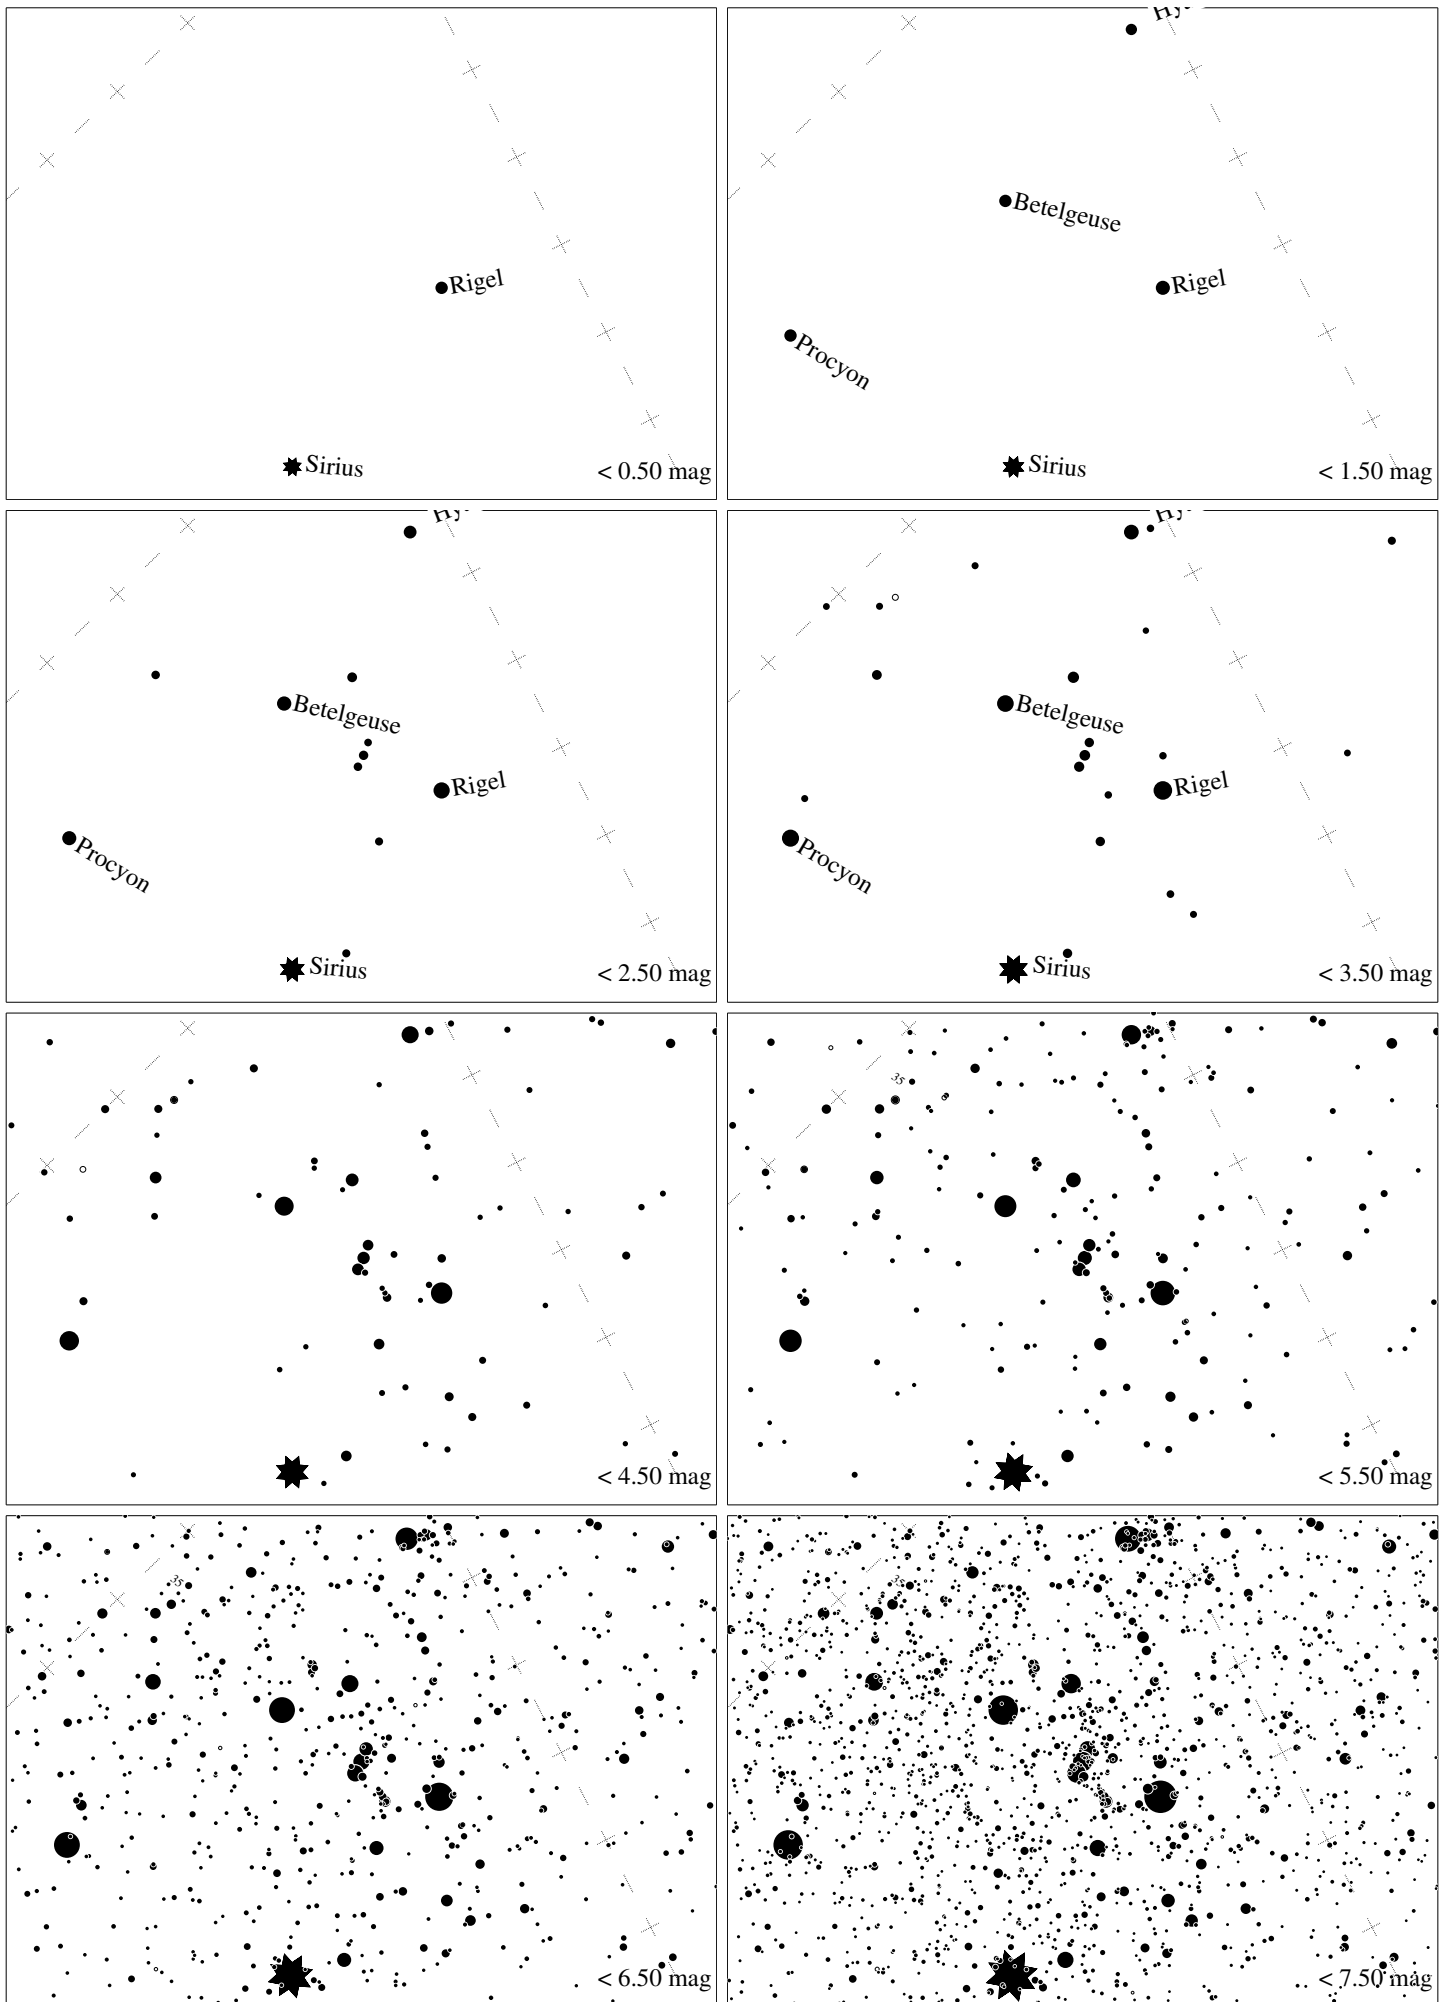 Rigel
Sirius
< 0.50 mag
Betelgeuse
Rigel
Procyon
Sirius
< 1.50 mag
Betelgeuse
Rigel
Procyon
Sirius
< 2.50 mag
Betelgeuse
Rigel
Procyon
Sirius
< 3.50 mag
< 4.50 mag
35
< 5.50 mag
35
< 6.50 mag
35
< 7.50 mag